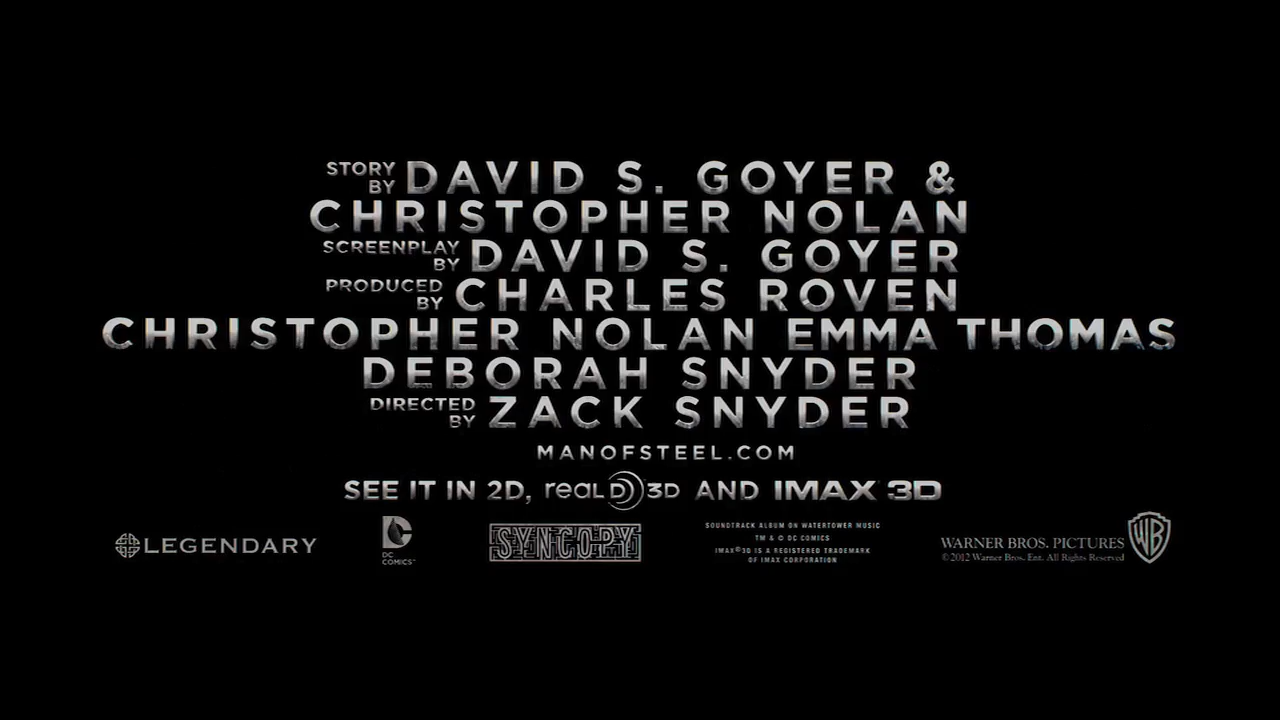 STORY BY DAVID S. GOYER &
CHRISTOPHER NOLAN
SCREENPLAY BY DAVID S. GOYER
PRODUCED BY CHARLES ROVEN
CHRISTOPHER NOLAN EMMA THOMAS
DEBORAH SNYDER
DIRECTED BY ZACK SNYDER
MANOFSTEEL.COM
SEE IT IN 2D, REALD 3D AND IMAX 3D
LEGENDARY
DC
COMICS™
SYNCOPY
SOUNDTRACK ALBUM ON WATERTOWER MUSIC
TM & © DC COMICS
IMAX® 3D IS A REGISTERED TRADEMARK
OF IMAX CORPORATION
WARNER BROS. PICTURES
©2012 Warner Bros. Ent. All Rights Reserved
WB